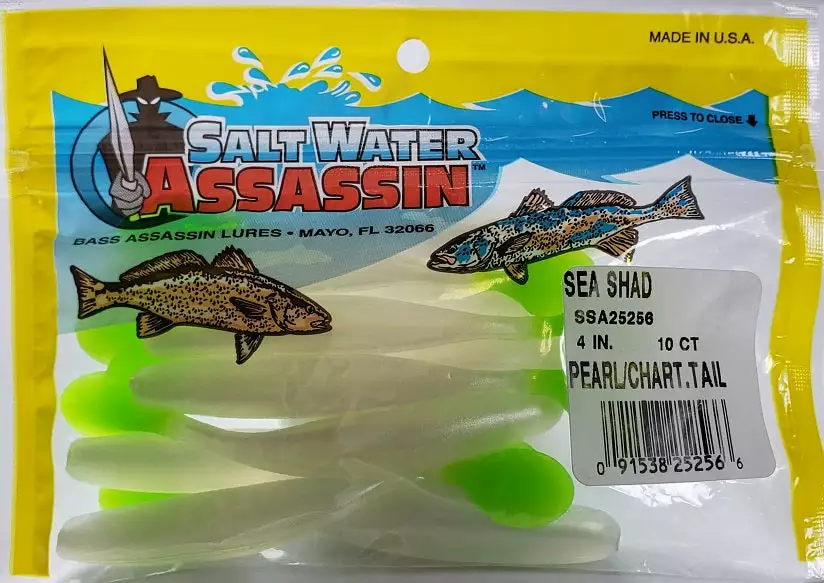 MADE IN U.S.A.
PRESS TO CLOSE
SALT WATER
ASSASSIN™
BASS ASSASSIN LURES • MAYO, FL 32066
SEA SHAD
SSA25256
4 IN. 10 CT
PEARL/CHART.TAIL
0 91538 25256 6